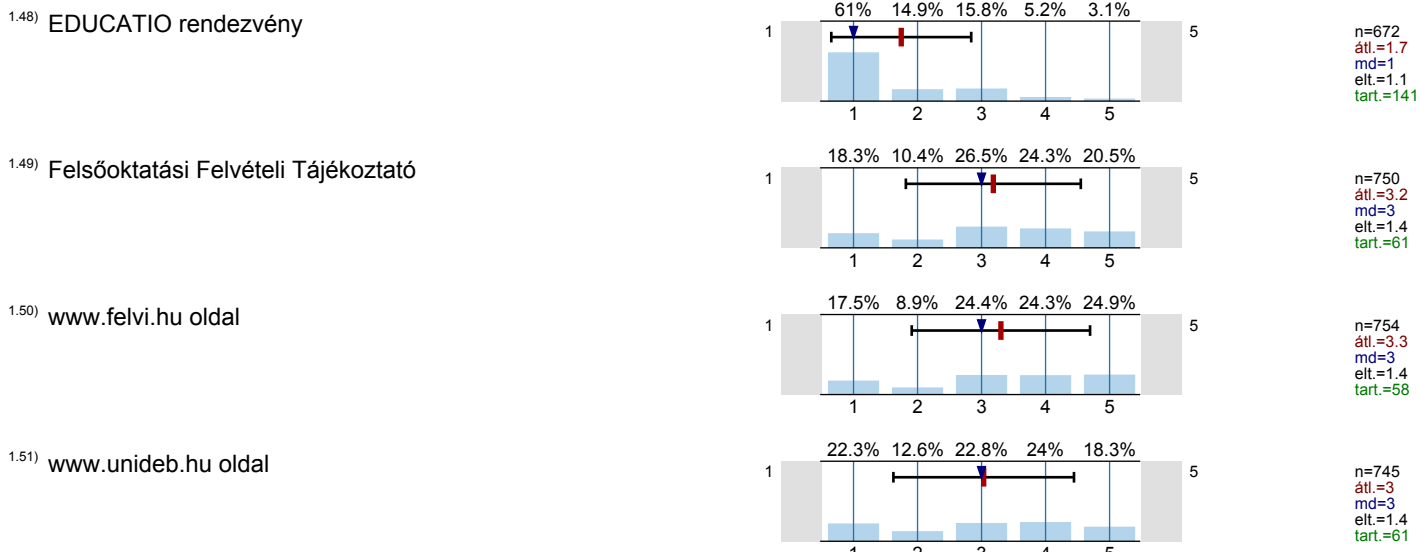 1.48) EDUCATIO rendezvény
61% 14.9% 15.8% 5.2% 3.1%
1 5
n=672
átl.=1.7
md=1
elt.=1.1
tart.=141
1 2 3 4 5
1.49) Felsőoktatási Felvételi Tájékoztató
18.3% 10.4% 26.5% 24.3% 20.5%
1 5
n=750
átl.=3.2
md=3
elt.=1.4
tart.=61
1 2 3 4 5
1.50) www.felvi.hu oldal
17.5% 8.9% 24.4% 24.3% 24.9%
1 5
n=754
átl.=3.3
md=3
elt.=1.4
tart.=58
1 2 3 4 5
1.51) www.unideb.hu oldal
22.3% 12.6% 22.8% 24% 18.3%
1 5
n=745
átl.=3
md=3
elt.=1.4
tart.=61
1 2 3 4 5